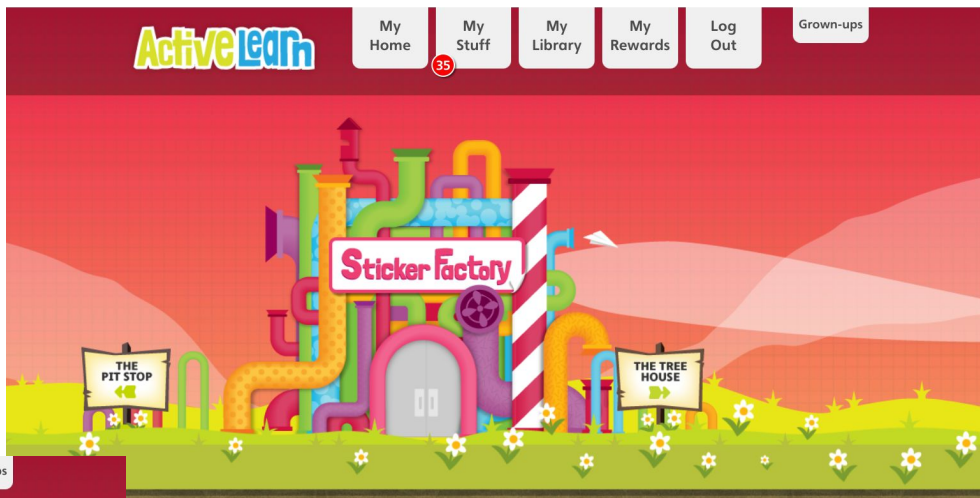 ActiveLearn
My Home
My Stuff
35
My Library
My Rewards
Log Out
Grown-ups
Sticker Factory
THE
PIT STOP
THE TREE
HOUSE
ps